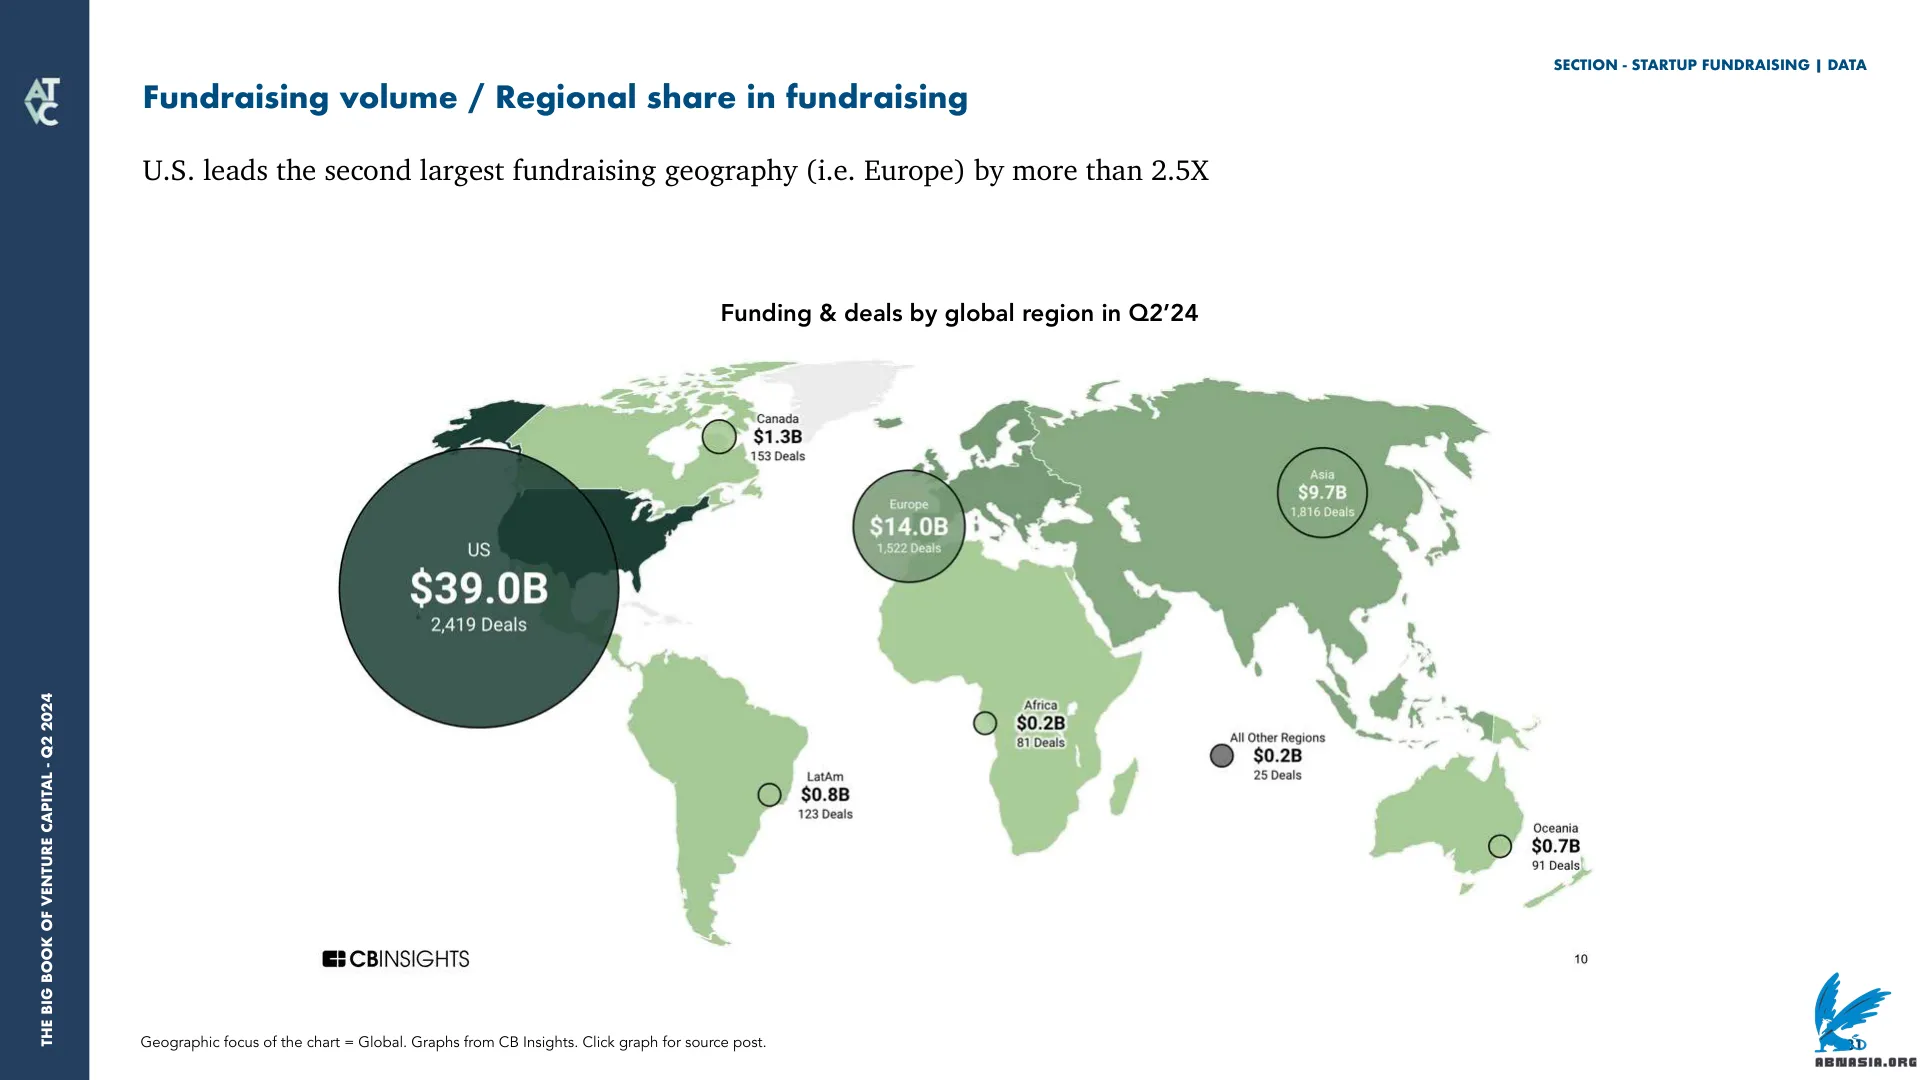 SECTION - STARTUP FUNDRAISING | DATA
ATVC
Fundraising volume / Regional share in fundraising
U.S. leads the second largest fundraising geography (i.e. Europe) by more than 2.5X
Funding & deals by global region in Q2’24
Canada
$1.3B
153 Deals
US
$39.0B
2,419 Deals
Europe
$14.0B
1,522 Deals
Asia
$9.7B
1,816 Deals
Africa
$0.2B
81 Deals
All Other Regions
$0.2B
25 Deals
LatAm
$0.8B
123 Deals
Oceania
$0.7B
91 Deals
CBINSIGHTS
10
THE BIG BOOK OF VENTURE CAPITAL - Q2 2024
Geographic focus of the chart = Global. Graphs from CB Insights. Click graph for source post.
ABNASIA.ORG